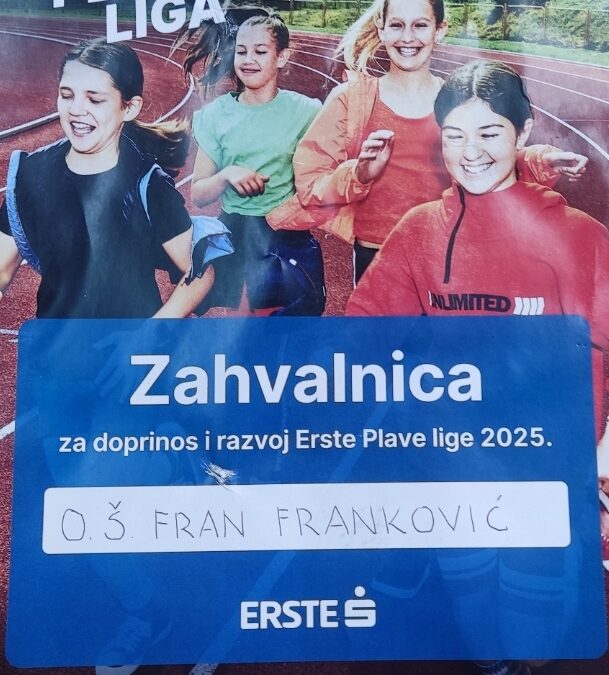 LIGA
UNLIMITED
Zahvalnica
za doprinos i razvoj Erste Plave lige 2025.
O.Š. FRAN FRANKOVIĆ
ERSTE